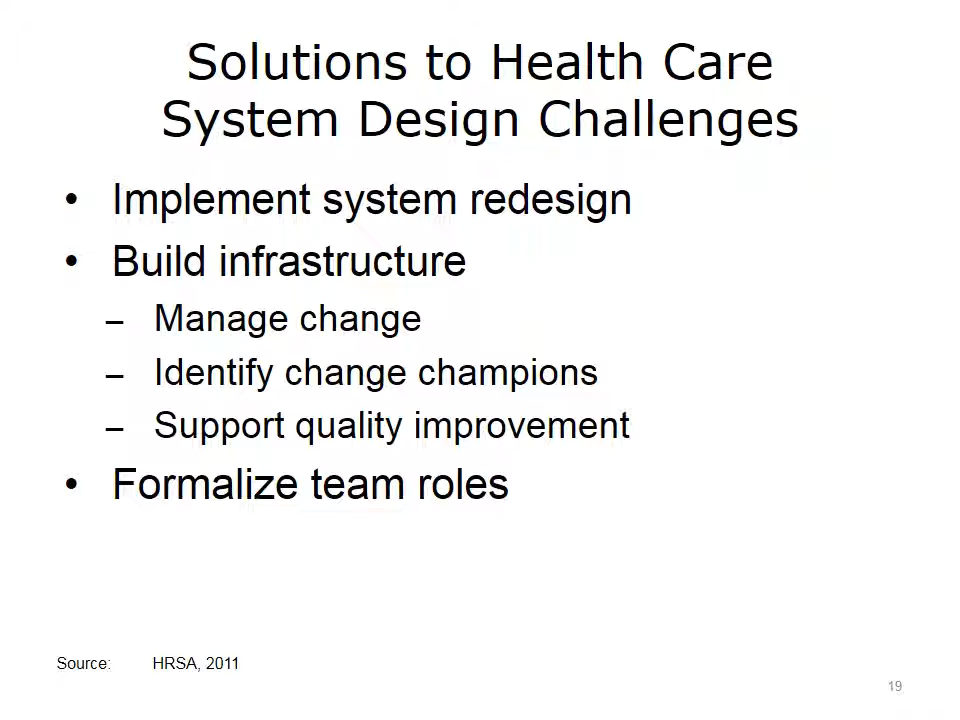 Solutions to Health Care
System Design Challenges
• Implement system redesign
• Build infrastructure
– Manage change
– Identify change champions
– Support quality improvement
• Formalize team roles
Source: HRSA, 2011
19